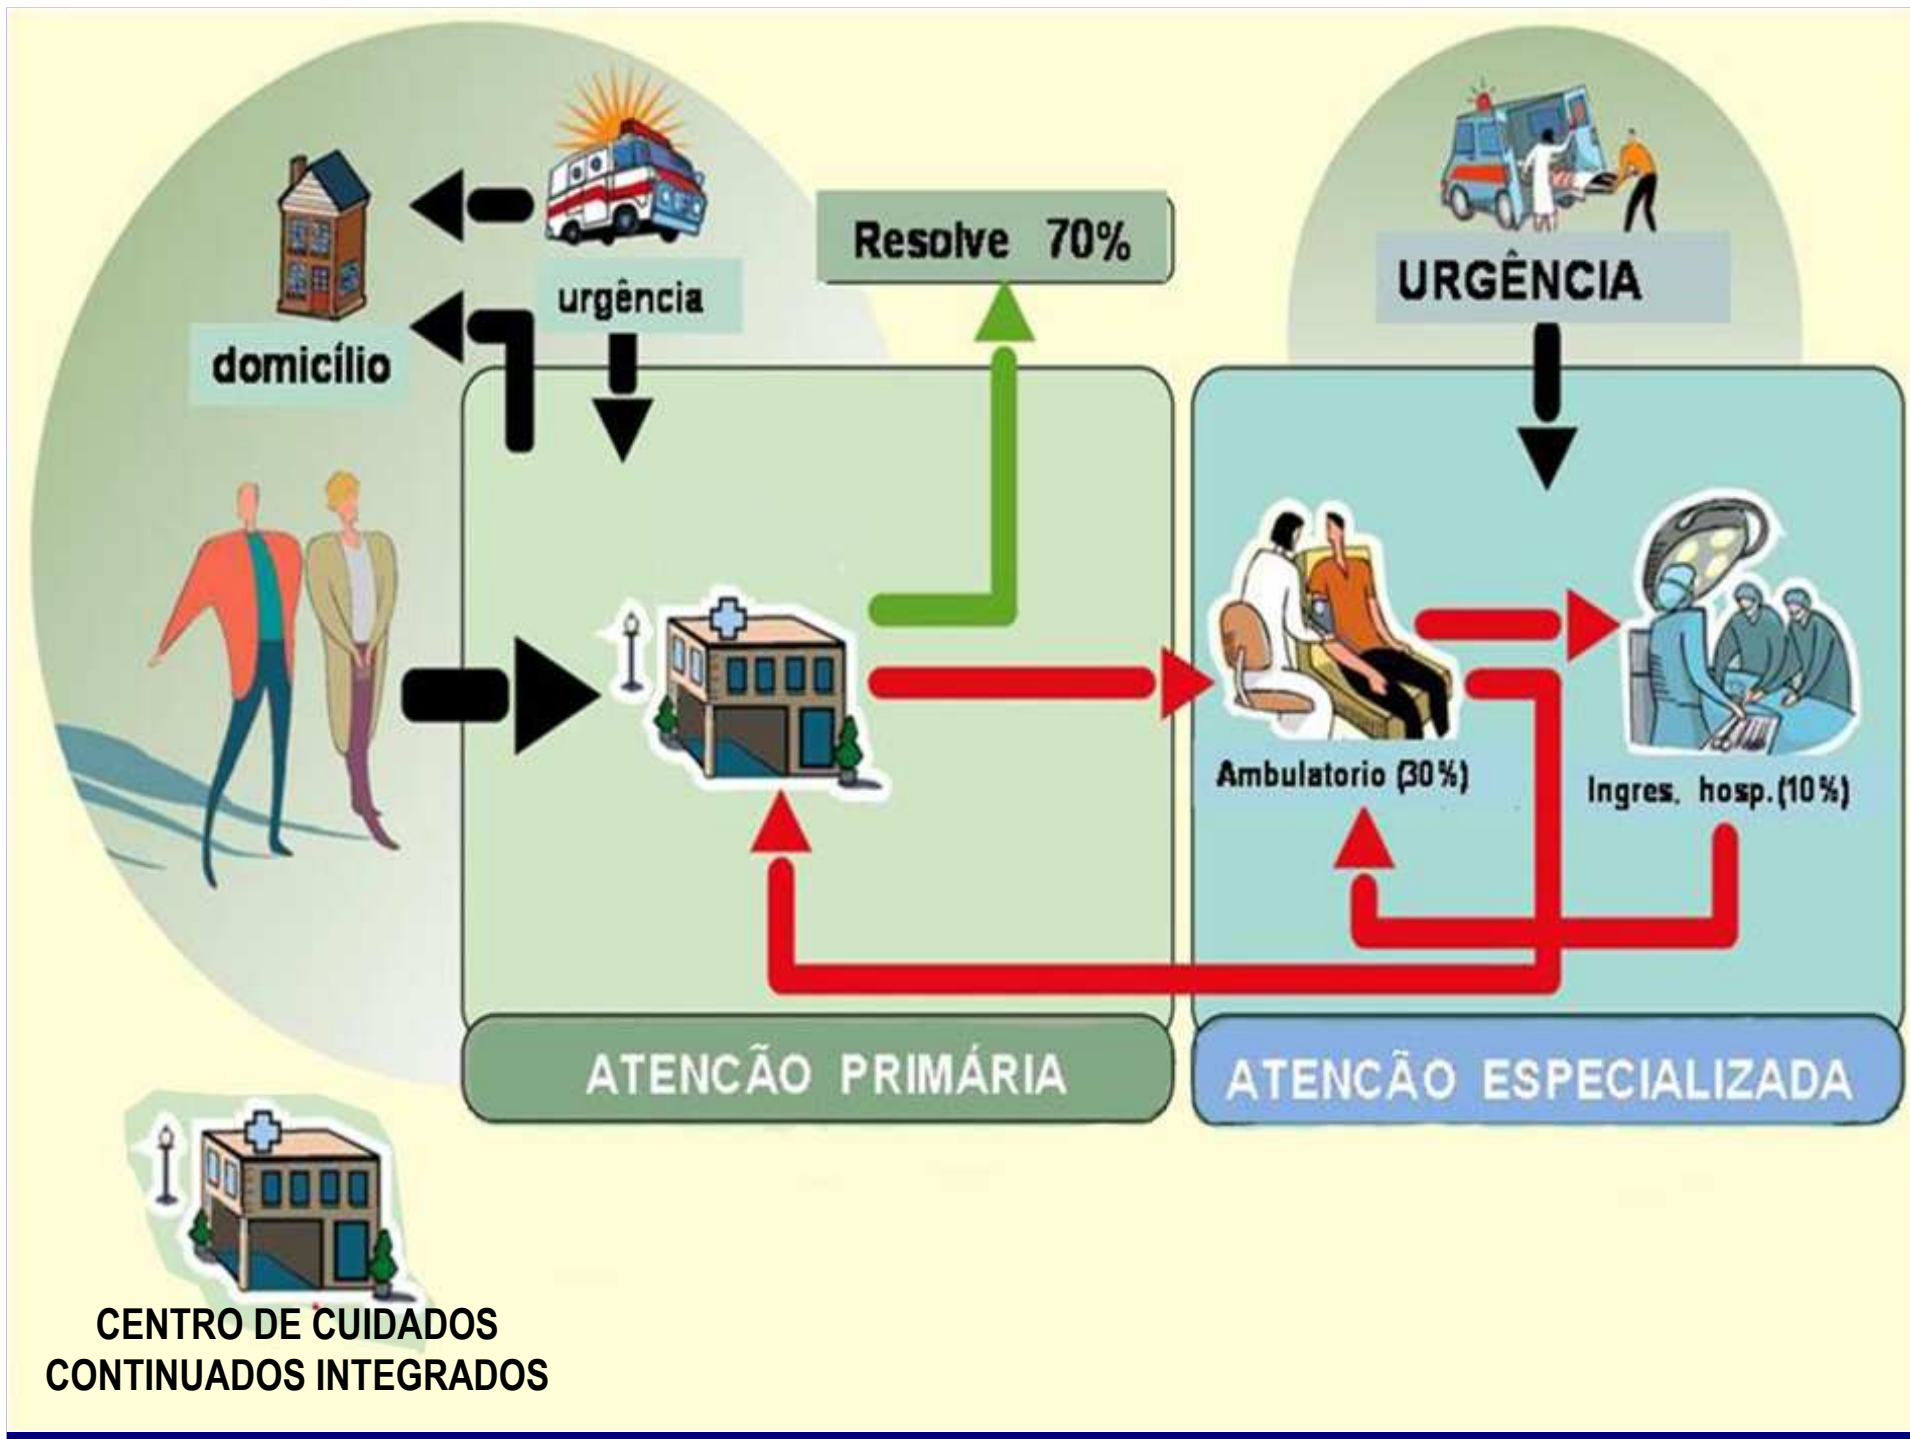 Resolve 70%
URGÊNCIA
urgência
domicílio
Ambulatorio (30%)
Ingres. hosp.(10%)
ATENCÃO PRIMÁRIA
ATENCÃO ESPECIALIZADA
CENTRO DE CUIDADOS
CONTINUADOS INTEGRADOS